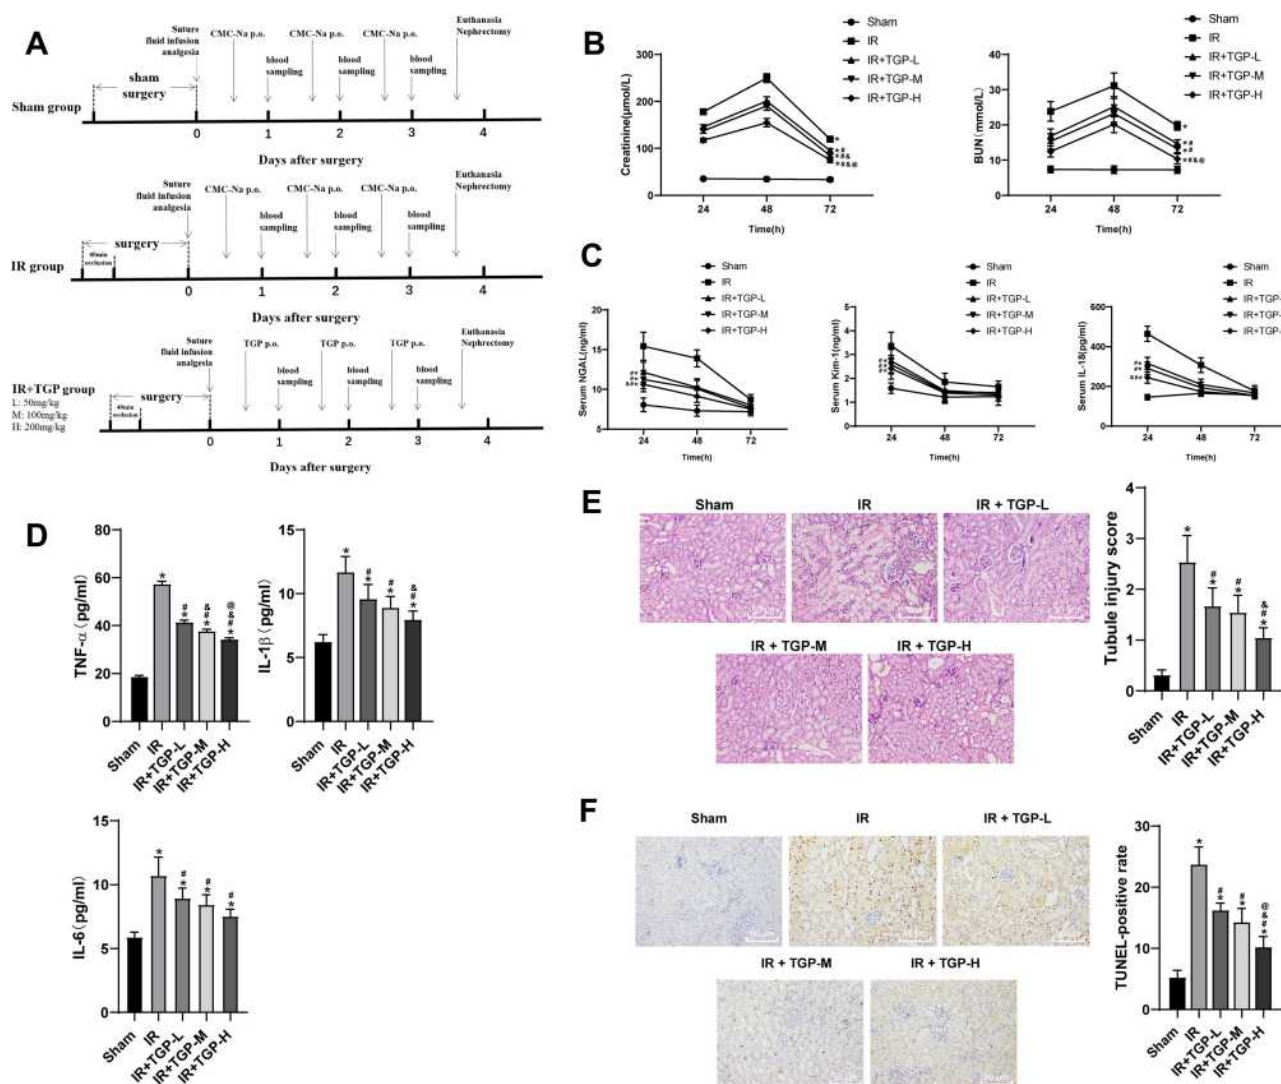 A
Suture
fluid infusion
analgesia
CMC-Na p.o.
CMC-Na p.o.
CMC-Na p.o.
Euthanasia
Nephrectomy
blood
sampling
blood
sampling
blood
sampling
sham
surgery
Sham group
0
1
2
3
4
Days after surgery
Suture
fluid infusion
analgesia
CMC-Na p.o.
CMC-Na p.o.
CMC-Na p.o.
Euthanasia
Nephrectomy
blood
sampling
blood
sampling
blood
sampling
surgery
occlusion
IR group
0
1
2
3
4
Days after surgery
Suture
fluid infusion
analgesia
TGP p.o.
TGP p.o.
TGP p.o.
Euthanasia
Nephrectomy
blood
sampling
blood
sampling
blood
sampling
IR+TGP group
L: 50mg/kg
M: 100mg/kg
H: 200mg/kg
surgery
occlusion
0
1
2
3
4
Days after surgery
B
Sham
IR
IR+TGP-L
IR+TGP-M
IR+TGP-H
Creatinine(μmol/L)
300
200
100
0
24
48
72
Time(h)
*
*#
*#&
*#&@
Sham
IR
IR+TGP-L
IR+TGP-M
IR+TGP-H
BUN(mmol/L)
40
30
20
10
0
24
48
72
Time(h)
*
*#
*#
*#&@
C
Sham
IR
IR+TGP-L
IR+TGP-M
IR+TGP-H
Serum NGAL(ng/ml)
20
15
10
5
24
48
72
Time(h)
Sham
IR
IR+TGP-L
IR+TGP-M
IR+TGP-H
Serum Kim-1(ng/ml)
5
4
3
2
1
0
24
48
72
Time(h)
Sham
IR
IR+TGP-
IR+TGP-
IR+TGP-
Serum IL-18(pg/ml)
600
400
200
0
24
48
72
Time(h)
D
TNF-α(pg/ml)
80
60
40
20
0
*
#
*
&
#
*
@
&
#
*
Sham
IR
IR+TGP-L
IR+TGP-M
IR+TGP-H
IL-1β(pg/ml)
15
10
5
0
*
#
*
#
*
&
#
*
Sham
IR
IR+TGP-L
IR+TGP-M
IR+TGP-H
IL-6(pg/ml)
15
10
5
0
*
#
*
#
*
#
*
Sham
IR
IR+TGP-L
IR+TGP-M
IR+TGP-H
E
Sham
IR
IR + TGP-L
IR + TGP-M
IR + TGP-H
Tubule injury score
4
3
2
1
0
*
#
*
#
*
&
#
*
Sham
IR
IR+TGP-L
IR+TGP-M
IR+TGP-H
F
Sham
IR
IR + TGP-L
IR + TGP-M
IR + TGP-H
TUNEL-positive rate
30
20
10
0
*
#
*
#
*
@
&
#
*
Sham
IR
IR+TGP-L
IR+TGP-M
IR+TGP-H